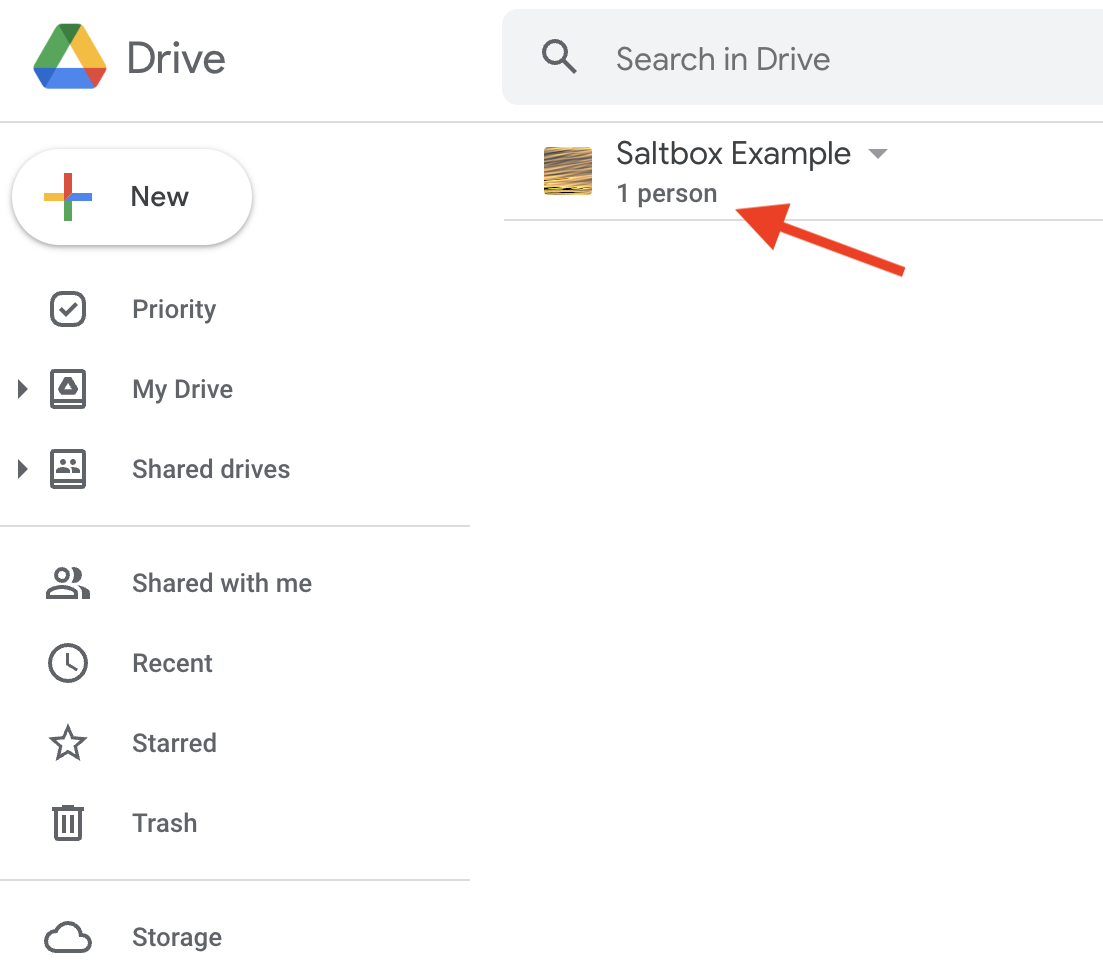 Drive
Search in Drive
Saltbox Example
1 person
New
Priority
My Drive
Shared drives
Shared with me
Recent
Starred
Trash
Storage